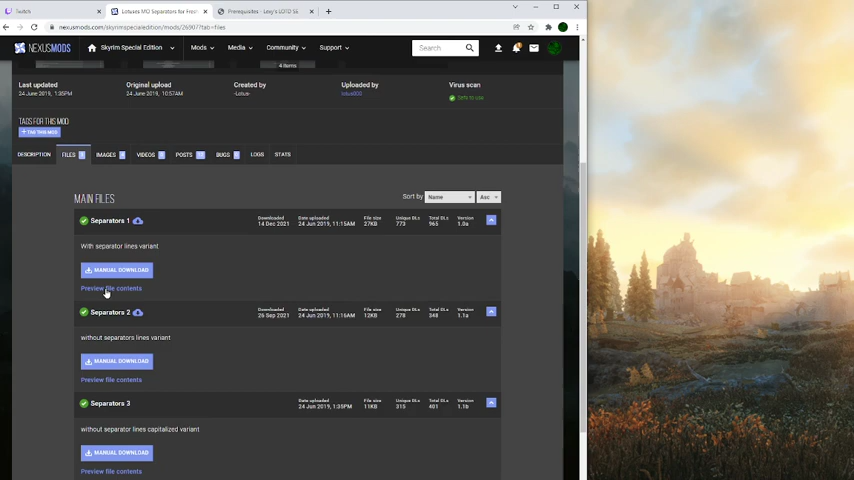 Twitch
Lotuxs MO Separators for Fresh
Prerequisites - Lexy's LOTD SE
nexusmods.com/skyrimspecialedition/mods/26907?tab=files
NEXUSMODS
Skyrim Special Edition
Mods
Media
Community
Support
Search
4 items
Last updated
24 June 2019, 1:35PM
Original upload
24 June 2019, 10:57AM
Created by
-Lotus-
Uploaded by
Virus scan
Safe to use
TAGS FOR THIS MOD
+ TAG THIS MOD
DESCRIPTION
FILES
IMAGES
VIDEOS
POSTS
BUGS
LOGS
STATS
MAIN FILES
Sort by
Name
Asc
Separators 1
Downloaded
14 Dec 2021
Date uploaded
24 Jun 2019, 11:15AM
File size
27KB
Unique DLs
773
Total DLs
965
Version
1.0a
With separator lines variant
MANUAL DOWNLOAD
Preview file contents
Separators 2
Downloaded
26 Sep 2021
Date uploaded
24 Jun 2019, 11:16AM
File size
12KB
Unique DLs
278
Total DLs
348
Version
1.1a
without separators lines variant
MANUAL DOWNLOAD
Preview file contents
Separators 3
Date uploaded
24 Jun 2019, 1:35PM
File size
11KB
Unique DLs
315
Total DLs
401
Version
1.1b
without separator lines capitalized variant
MANUAL DOWNLOAD
Preview file contents